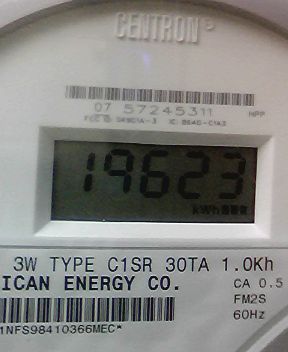 CENTRON®
07 57245311 NPP
19623
kWh
3W TYPE C1SR 30TA 1.0Kh
ICAN ENERGY CO. CA 0.5
FM2S
60Hz
1NFS98410366MEC*